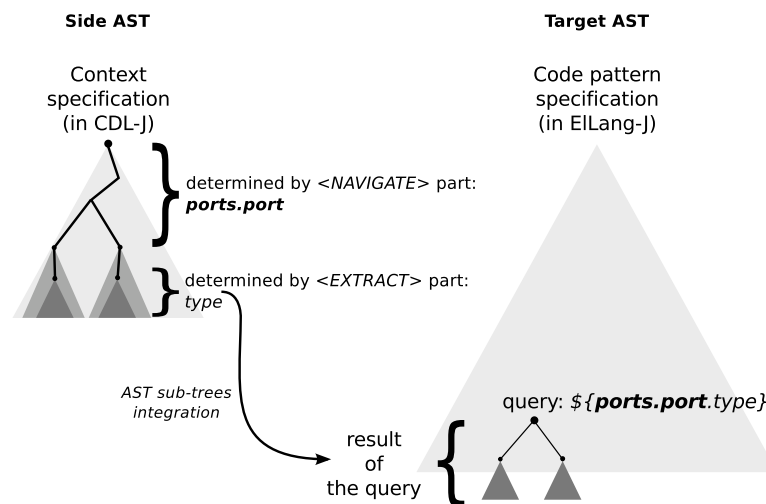 Side AST
Target AST
Context
specification
(in CDL-J)
Code pattern
specification
(in ElLang-J)
determined by <NAVIGATE> part:
ports.port
determined by <EXTRACT> part:
type
AST sub-trees
integration
query: ${ports.port.type}
result
of
the query